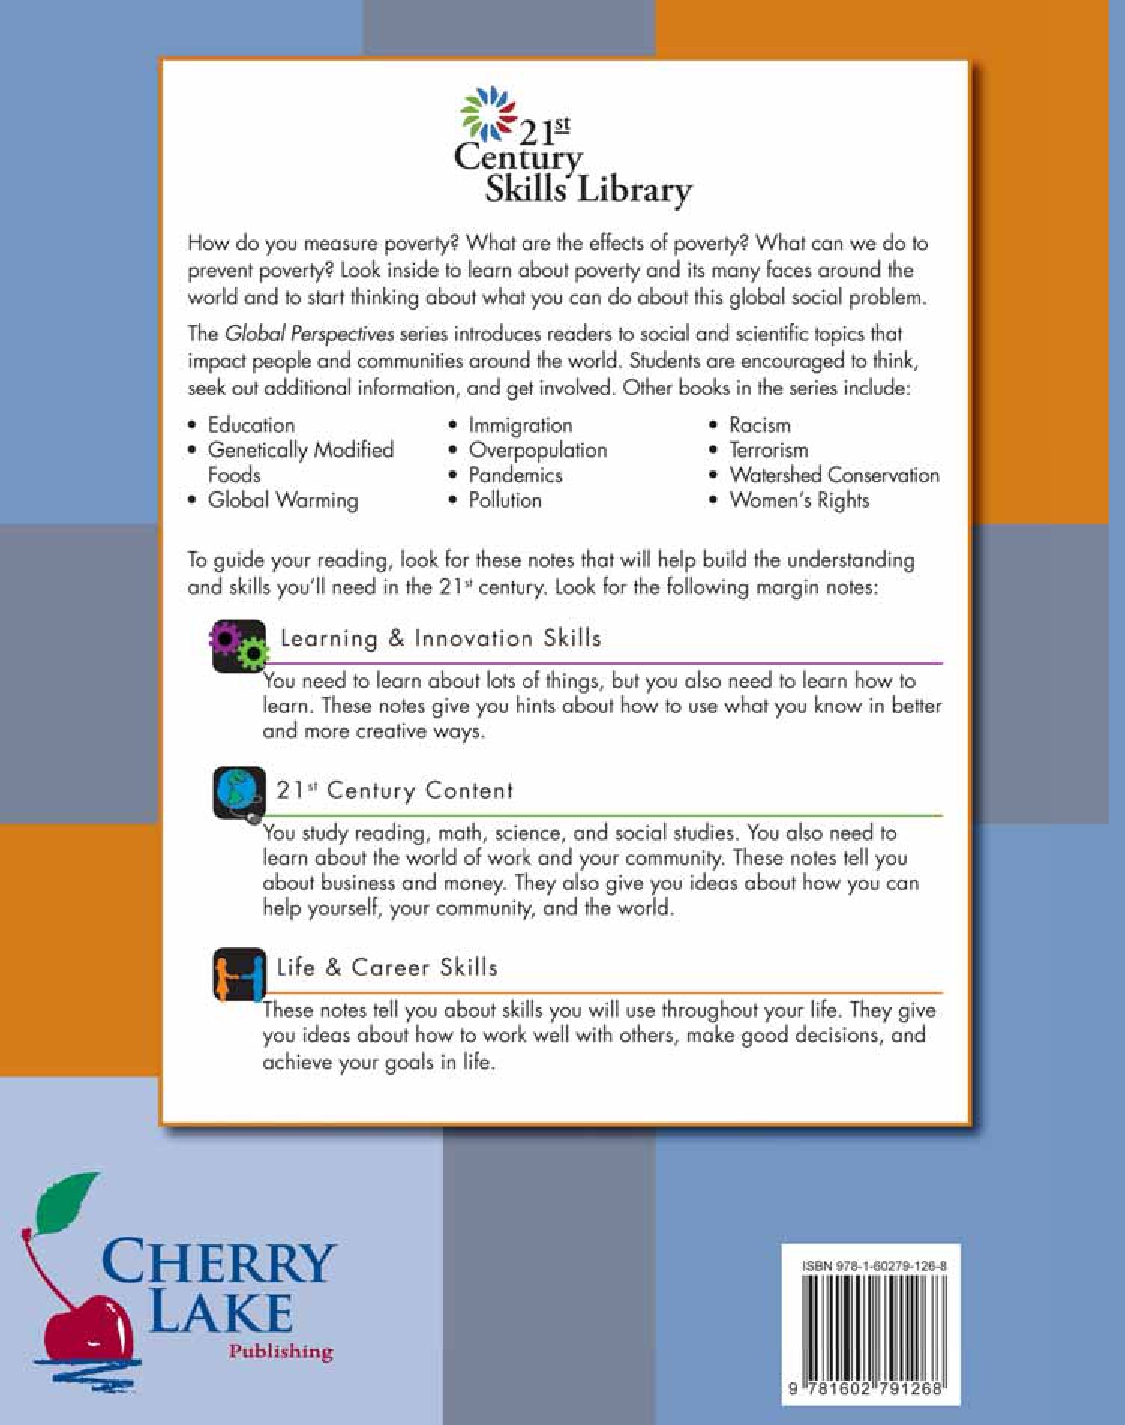 21st
Century
Skills Library
How do you measure poverty? What are the effects of poverty? What can we do to
prevent poverty? Look inside to learn about poverty and its many faces around the
world and to start thinking about what you can do about this global social problem.
The Global Perspectives series introduces readers to social and scientific topics that
impact people and communities around the world. Students are encouraged to think,
seek out additional information, and get involved. Other books in the series include:
• Education
• Genetically Modified
Foods
• Global Warming
• Immigration
• Overpopulation
• Pandemics
• Pollution
• Racism
• Terrorism
• Watershed Conservation
• Women's Rights
To guide your reading, look for these notes that will help build the understanding
and skills you'll need in the 21st century. Look for the following margin notes:
Learning & Innovation Skills
You need to learn about lots of things, but you also need to learn how to
learn. These notes give you hints about how to use what you know in better
and more creative ways.
21st Century Content
You study reading, math, science, and social studies. You also need to
learn about the world of work and your community. These notes tell you
about business and money. They also give you ideas about how you can
help yourself, your community, and the world.
Life & Career Skills
These notes tell you about skills you will use throughout your life. They give
you ideas about how to work well with others, make good decisions, and
achieve your goals in life.
CHERRY
LAKE
Publishing
ISBN 978-1-60279-126-8
9 781602 791268